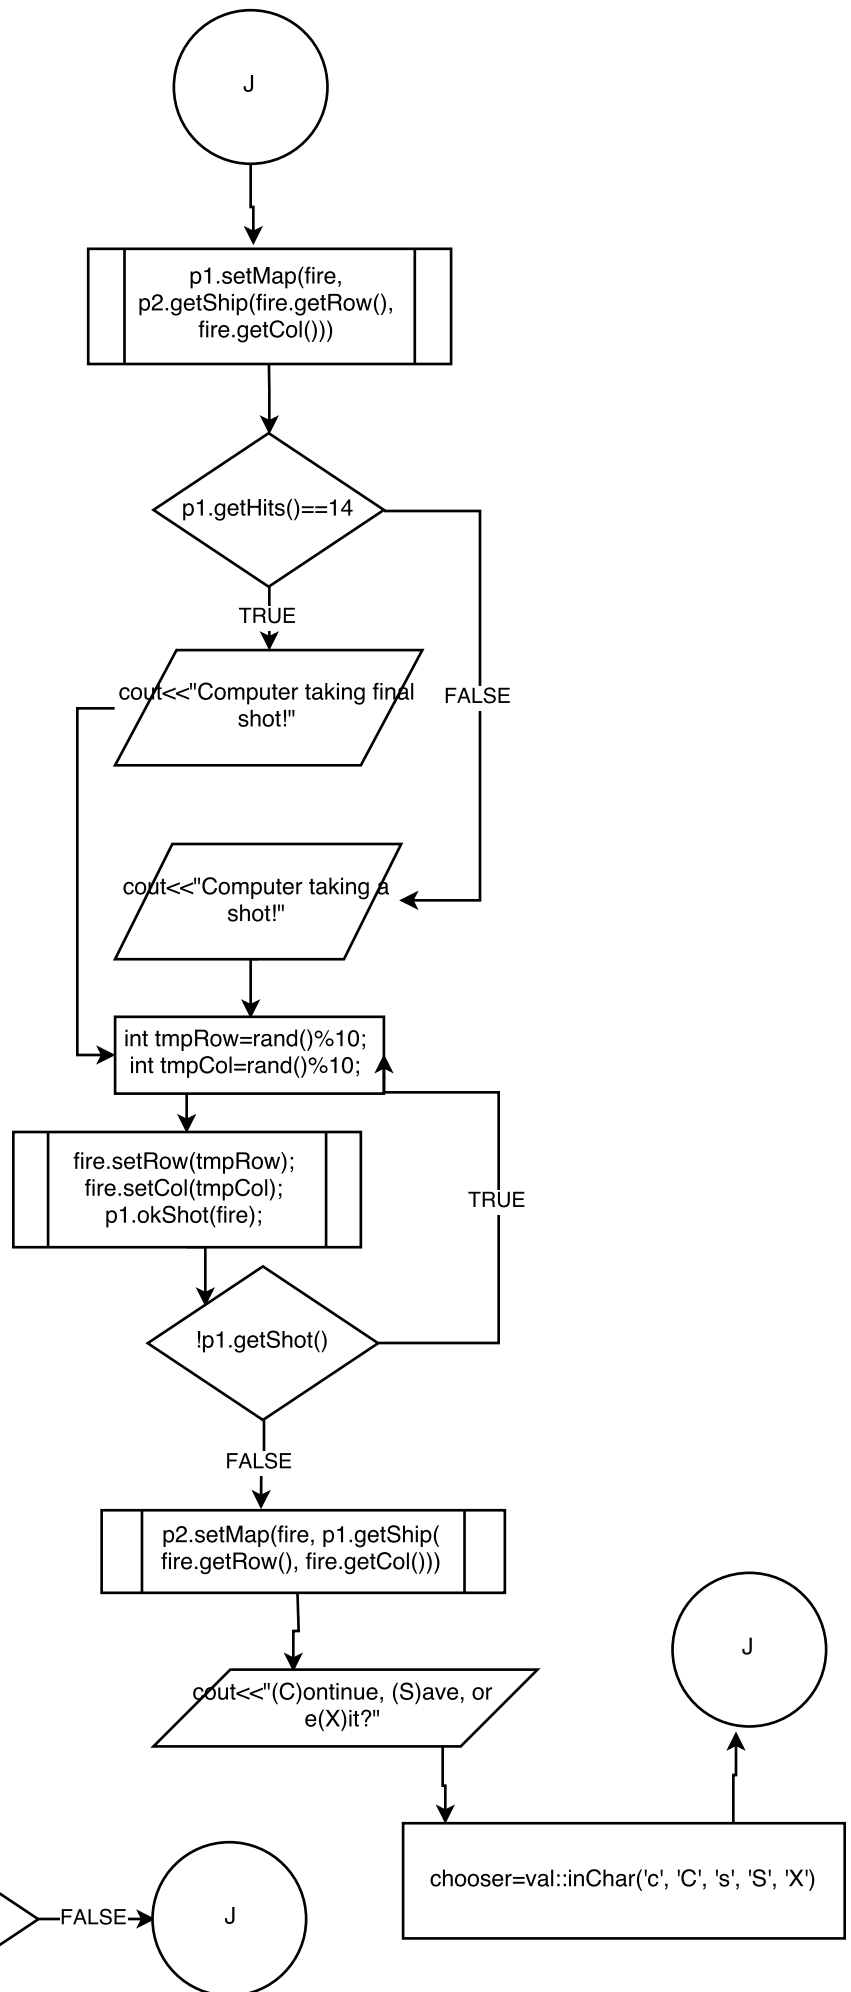 J
p1.setMap(fire,
p2.getShip(fire.getRow(),
fire.getCol()))
p1.getHits()==14
TRUE
cout<<"Computer taking final
shot!"
FALSE
cout<<"Computer taking a
shot!"
int tmpRow=rand()%10;
int tmpCol=rand()%10;
fire.setRow(tmpRow);
fire.setCol(tmpCol);
p1.okShot(fire);
TRUE
!p1.getShot()
FALSE
p2.setMap(fire, p1.getShip(
fire.getRow(), fire.getCol()))
J
cout<<"(C)ontinue, (S)ave, or
e(X)it?"
chooser=val::inChar('c', 'C', 's', 'S', 'X')
FALSE
J